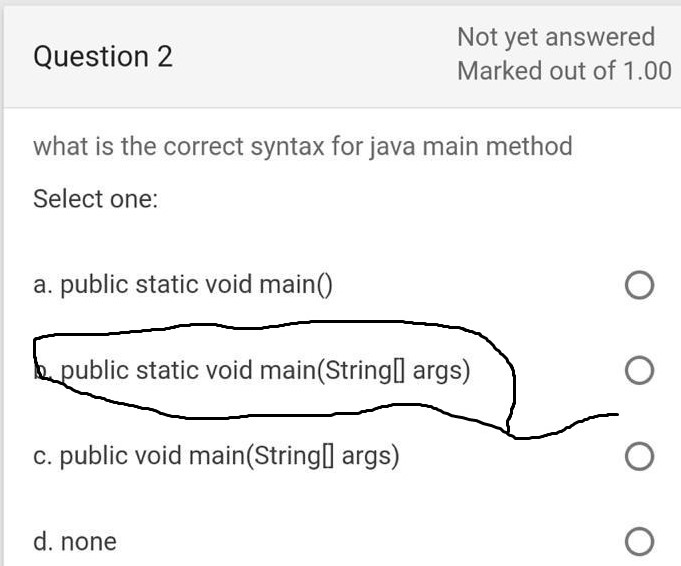 Question 2
Not yet answered
Marked out of 1.00
what is the correct syntax for java main method
Select one:
a. public static void main()
b. public static void main(String[] args)
c. public void main(String[] args)
d. none